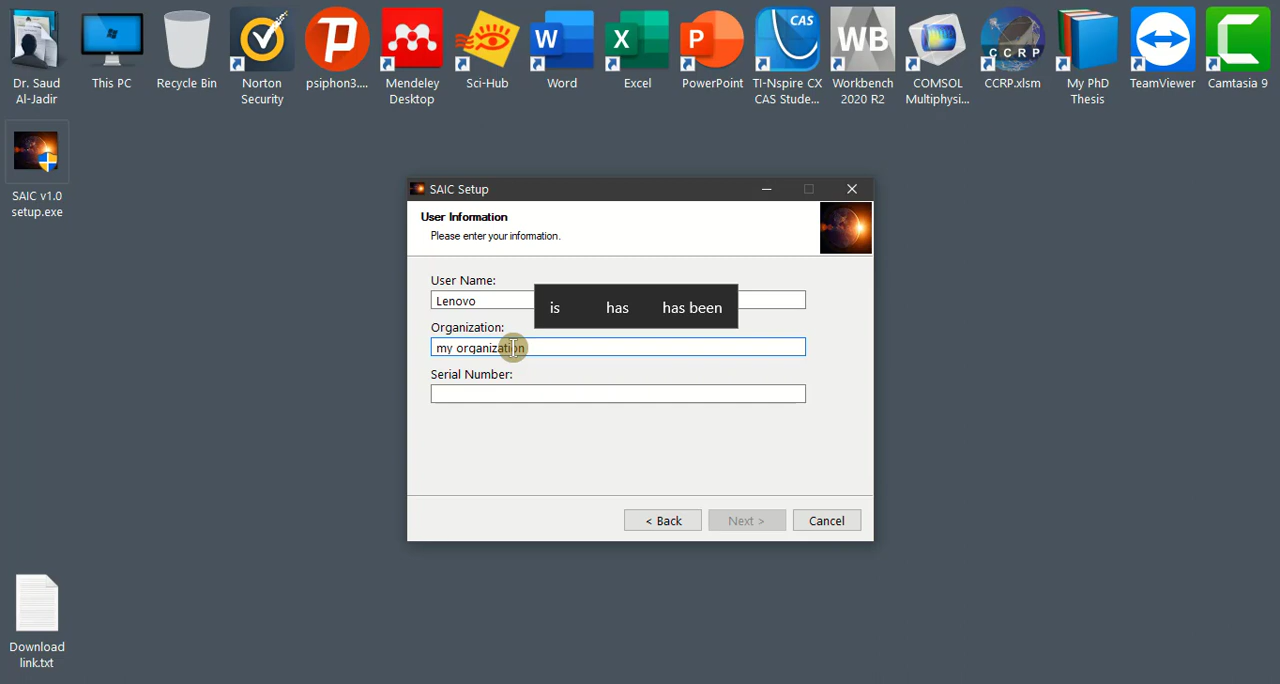 Dr. Saud
Al-Jadir
This PC
Recycle Bin
Norton
Security
psiphon3....
Mendeley
Desktop
Sci-Hub
W
Word
X
Excel
P
PowerPoint
CAS
TI-Nspire CX
CAS Stude...
WB
Workbench
2020 R2
COMSOL
Multiphysi...
CCRP
CCRP.xlsm
My PhD
Thesis
TeamViewer
Camtasia 9
SAIC v1.0
setup.exe
SAIC Setup
User Information
Please enter your information.
User Name:
Lenovo
is has has been
Organization:
my organization
Serial Number:
< Back Next > Cancel
Download
link.txt